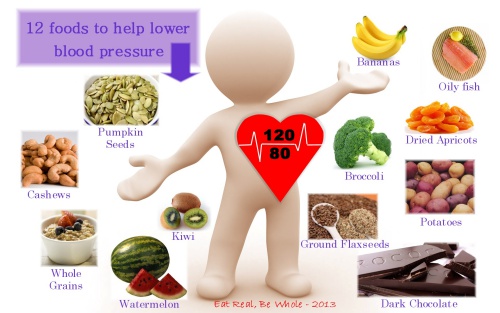 12 foods to help lower
blood pressure
Bananas
Oily fish
Pumpkin
Seeds
120
80
Dried Apricots
Broccoli
Cashews
Potatoes
Kiwi
Ground Flaxseeds
Whole
Grains
Watermelon
Eat Real, Be Whole - 2013
Dark Chocolate